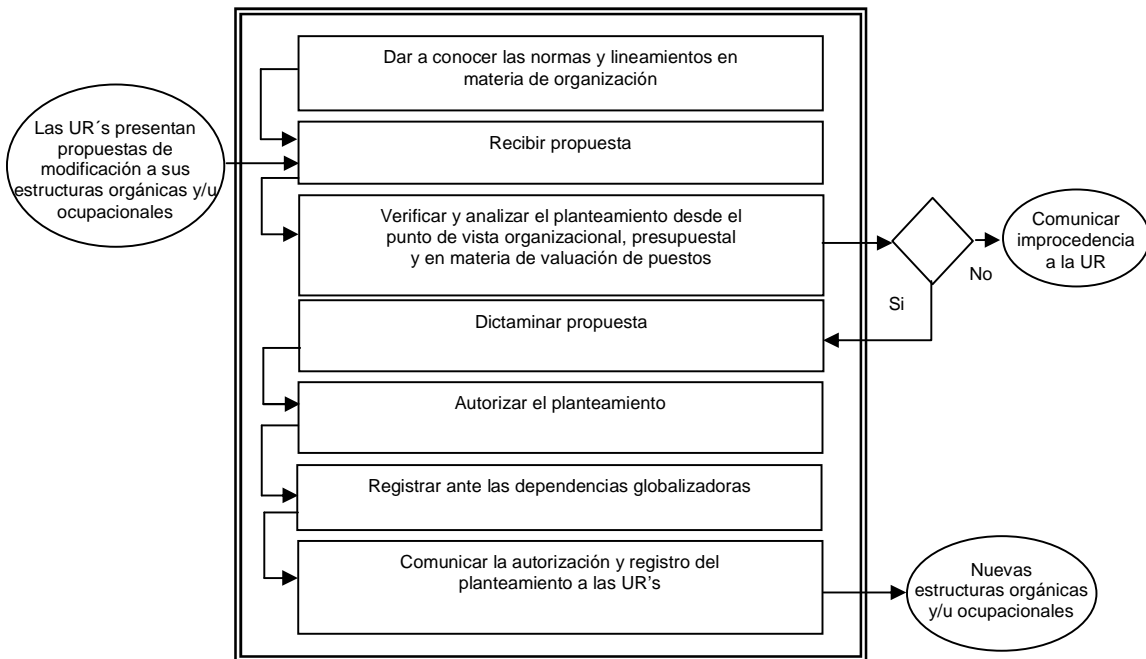 Dar a conocer las normas y lineamientos en
materia de organización
Las UR´s presentan
propuestas de
modificación a sus
estructuras orgánicas y/u
ocupacionales
Recibir propuesta
Verificar y analizar el planteamiento desde el
punto de vista organizacional, presupuestal
y en materia de valuación de puestos
Comunicar
improcedencia
a la UR
No
Si
Dictaminar propuesta
Autorizar el planteamiento
Registrar ante las dependencias globalizadoras
Comunicar la autorización y registro del
planteamiento a las UR’s
Nuevas
estructuras orgánicas
y/u ocupacionales